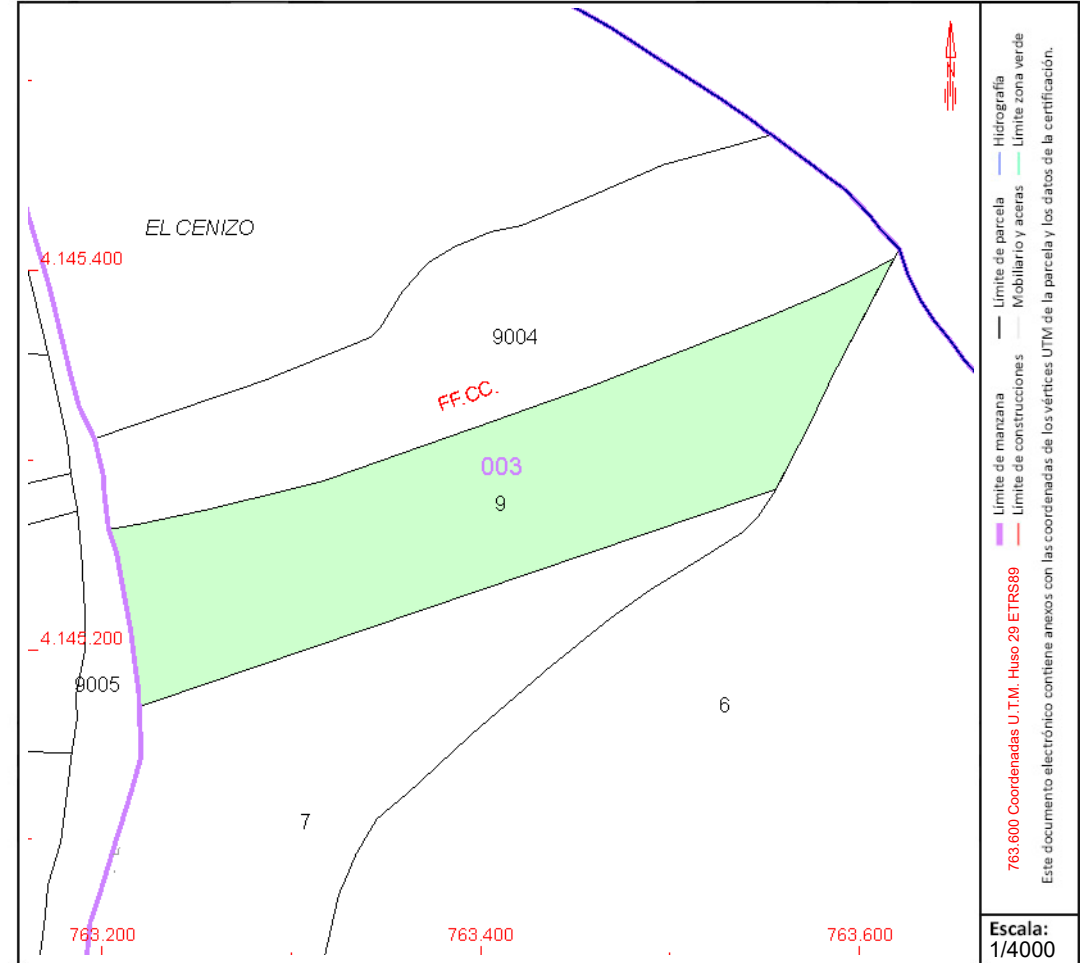 N
EL CENIZO
4.145.400
9004
FF.CC.
003
9
4.145.200
9005
6
7
763.200
763.400
763.600
Hidrografía
Límite zona verde
Límite de parcela
Mobiliario y aceras
Límite de manzana
Límite de construcciones
763.600 Coordenadas U.T.M. Huso 29 ETRS89
Este documento electrónico contiene anexos con las coordenadas de los vértices UTM de la parcela y los datos de la certificación.
Escala:
1/4000